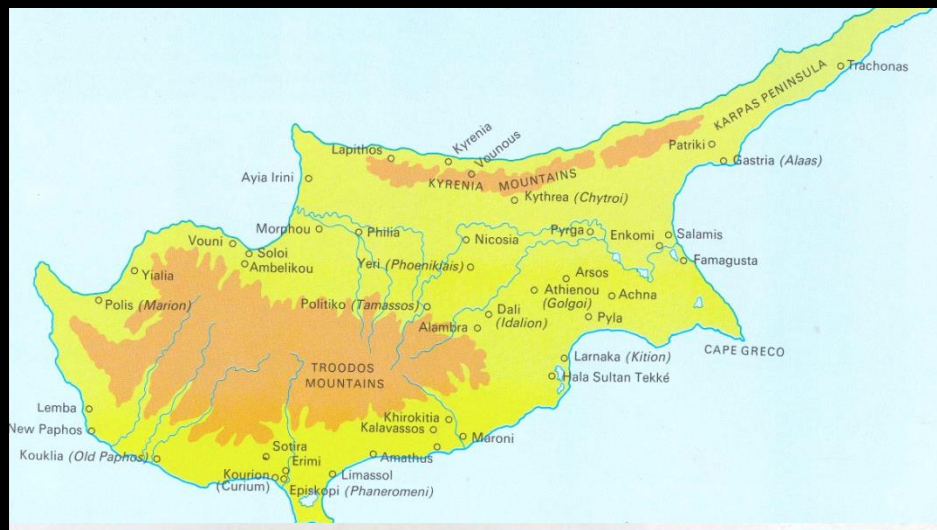 Trachonas
KARPAS PENINSULA
Kyrenia
Vounous
Lapithos
Patriki
Gastria (Alaas)
Ayia Irini
KYRENIA MOUNTAINS
Kythrea (Chytroi)
Morphou
Philia
Nicosia
Pyrga
Enkomi
Salamis
Vouni
Soloi
Ambelikou
Yeri (Phoenikiais)
Famagusta
Yialia
Arsos
Athienou
(Golgoi)
Achna
Polis (Marion)
Politiko (Tamassos)
Dali
(Idalion)
Pyla
Alambra
CAPE GRECO
Larnaka (Kition)
TROODOS
MOUNTAINS
Hala Sultan Tekké
Lemba
Khirokitia
Kalavassos
New Paphos
Maroni
Kouklia (Old Paphos)
Sotira
Amathus
Erimi
Kourion
(Curium)
Limassol
Episkopi (Phaneromeni)